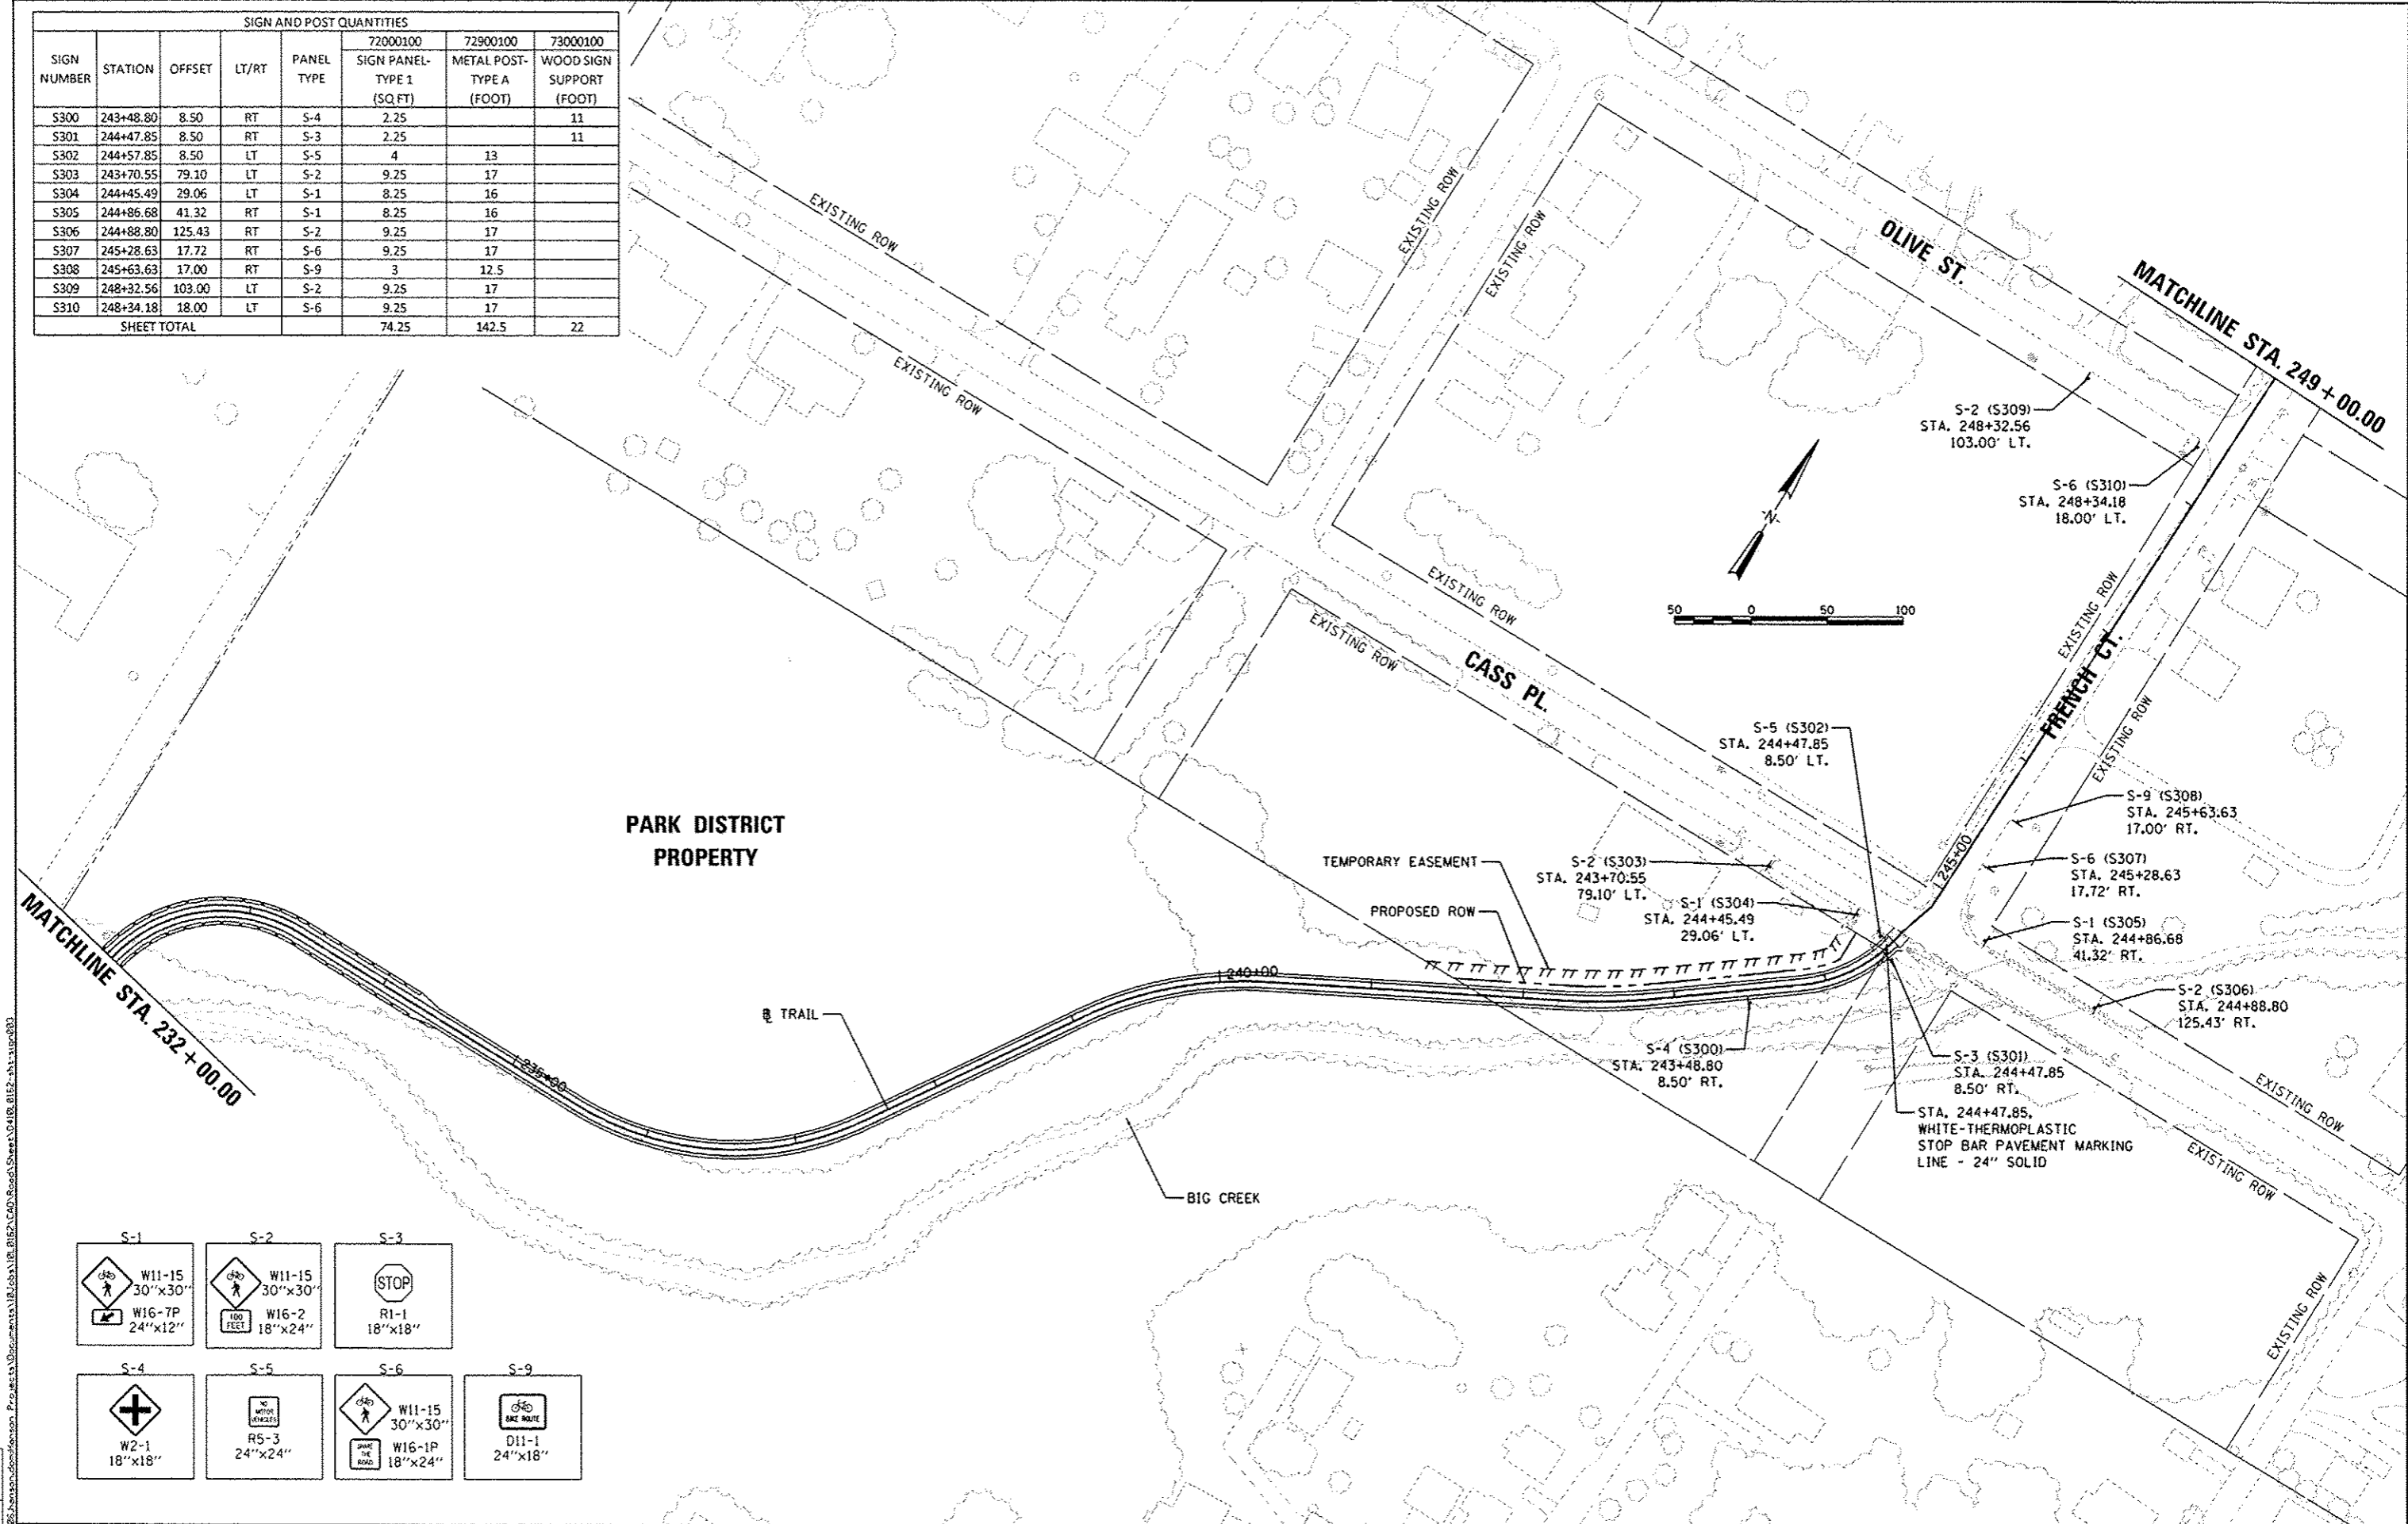 SIGN AND POST QUANTITIES
SIGN NUMBER STATION OFFSET LT/RT PANEL TYPE 72000100 SIGN PANEL- TYPE 1 (SQ FT) 72900100 METAL POST- TYPE A (FOOT) 73000100 WOOD SIGN SUPPORT (FOOT)
S300 243+48.80 8.50 RT S-4 2.25 11
S301 244+47.85 8.50 RT S-3 2.25 11
S302 244+57.85 8.50 LT S-5 4 13
S303 243+70.55 79.10 LT S-2 9.25 17
S304 244+45.49 29.06 LT S-1 8.25 16
S305 244+86.68 41.32 RT S-1 8.25 16
S306 244+88.80 125.43 RT S-2 9.25 17
S307 245+28.63 17.72 RT S-6 9.25 17
S308 245+63.63 17.00 RT S-9 3 12.5
S309 248+32.56 103.00 LT S-2 9.25 17
S310 248+34.18 18.00 LT S-6 9.25 17
SHEET TOTAL 74.25 142.5 22
EXISTING ROW
EXISTING ROW
EXISTING ROW
EXISTING ROW
OLIVE ST.
MATCHLINE STA. 249+00.00
S-2 (S309)
STA. 248+32.56
103.00' LT.
S-6 (S310)
STA. 248+34.18
18.00' LT.
-N-
50 0 50 100
EXISTING ROW
EXISTING ROW
CASS PL.
EXISTING ROW
FRENCH CT.
EXISTING ROW
S-5 (S302)
STA. 244+47.85
8.50' LT.
S-9 (S308)
STA. 245+63.63
17.00' RT.
PARK DISTRICT
PROPERTY
TEMPORARY EASEMENT
S-2 (S303)
STA. 243+70.55
79.10' LT.
245+00
S-6 (S307)
STA. 245+28.63
17.72' RT.
PROPOSED ROW
S-1 (S304)
STA. 244+45.49
29.06' LT.
S-1 (S305)
STA. 244+86.68
41.32' RT.
MATCHLINE STA. 232+00.00
240+00
S-2 (S306)
STA. 244+88.80
125.43' RT.
℄ TRAIL
235+00
S-4 (S300)
STA. 243+48.80
8.50' RT.
S-3 (S301)
STA. 244+47.85
8.50' RT.
STA. 244+47.85,
WHITE-THERMOPLASTIC
STOP BAR PAVEMENT MARKING
LINE - 24" SOLID
EXISTING ROW
EXISTING ROW
EXISTING ROW
BIG CREEK
S-1
W11-15
30"x30"
W16-7P
24"x12"
S-2
W11-15
30"x30"
100
FEET
W16-2
18"x24"
S-3
STOP
R1-1
18"x18"
S-4
W2-1
18"x18"
S-5
NO
MOTOR
VEHICLES
R5-3
24"x24"
S-6
W11-15
30"x30"
SHARE
THE
ROAD
W16-1P
18"x24"
S-9
BIKE ROUTE
D11-1
24"x18"